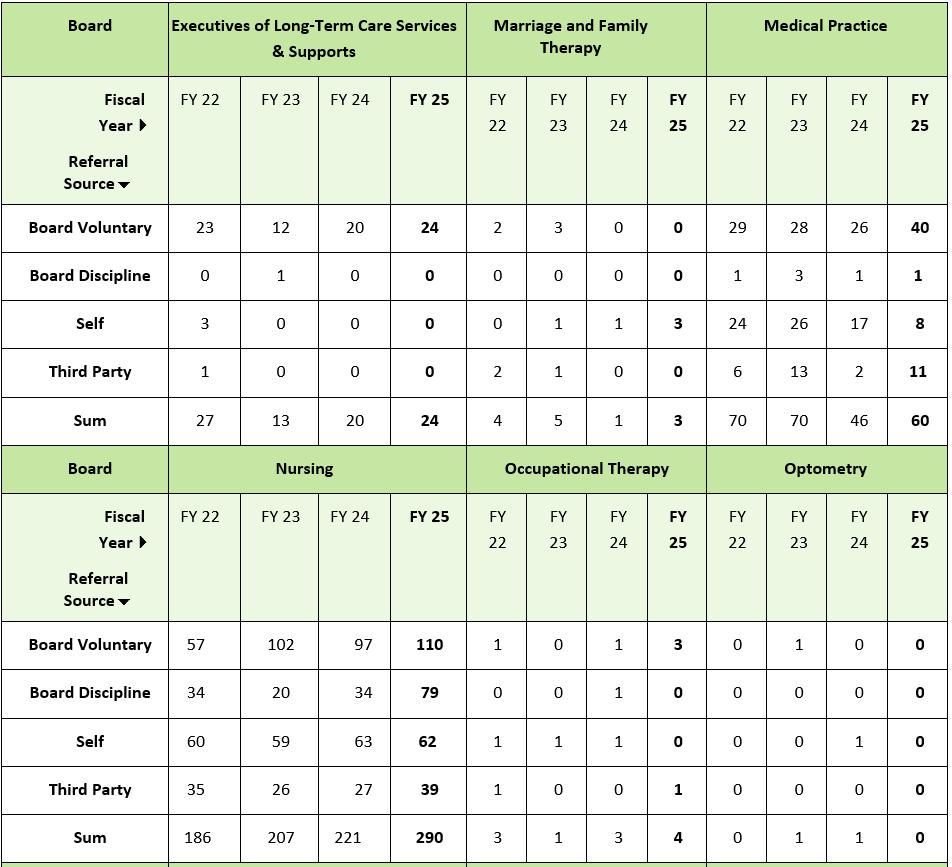 Board Executives of Long-Term Care Services & Supports Marriage and Family Therapy Medical Practice
Fiscal Year ▶ Referral Source ▼ FY 22 FY 23 FY 24 FY 25 FY 22 FY 23 FY 24 FY 25 FY 22 FY 23 FY 24 FY 25
Board Voluntary 23 12 20 24 2 3 0 0 29 28 26 40
Board Discipline 0 1 0 0 0 0 0 0 1 3 1 1
Self 3 0 0 0 0 1 1 3 24 26 17 8
Third Party 1 0 0 0 2 1 0 0 6 13 2 11
Sum 27 13 20 24 4 5 1 3 70 70 46 60
Board Nursing Occupational Therapy Optometry
Fiscal Year ▶ Referral Source ▼ FY 22 FY 23 FY 24 FY 25 FY 22 FY 23 FY 24 FY 25 FY 22 FY 23 FY 24 FY 25
Board Voluntary 57 102 97 110 1 0 1 3 0 1 0 0
Board Discipline 34 20 34 79 0 0 1 0 0 0 0 0
Self 60 59 63 62 1 1 1 0 0 0 1 0
Third Party 35 26 27 39 1 0 0 1 0 0 0 0
Sum 186 207 221 290 3 1 3 4 0 1 1 0